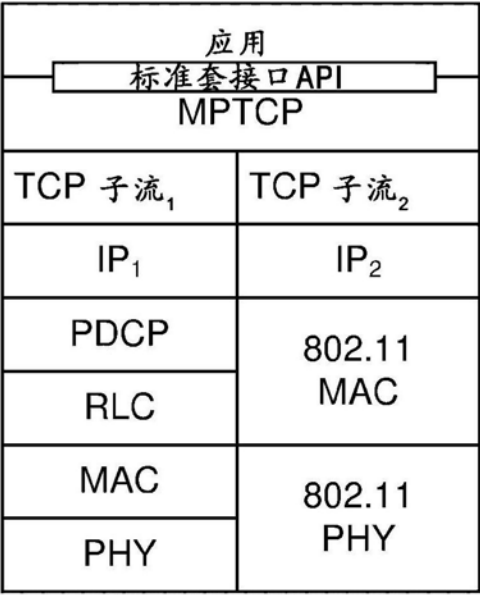 应用
标准套接口API
MPTCP
TCP 子流₁
TCP 子流₂
IP₁
IP₂
PDCP
802.11
MAC
RLC
MAC
802.11
PHY
PHY